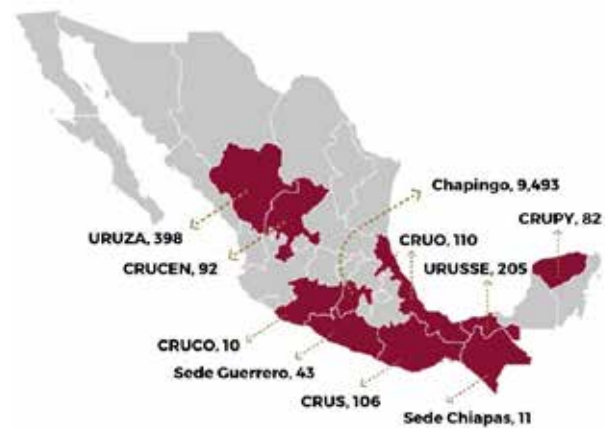 Chapingo, 9,493
CRUPY, 82
URUZA, 398
CRUO, 110
CRUCEN, 92
URUSSE, 205
CRUCO, 10
Sede Guerrero, 43
CRUS, 106
Sede Chiapas, 11